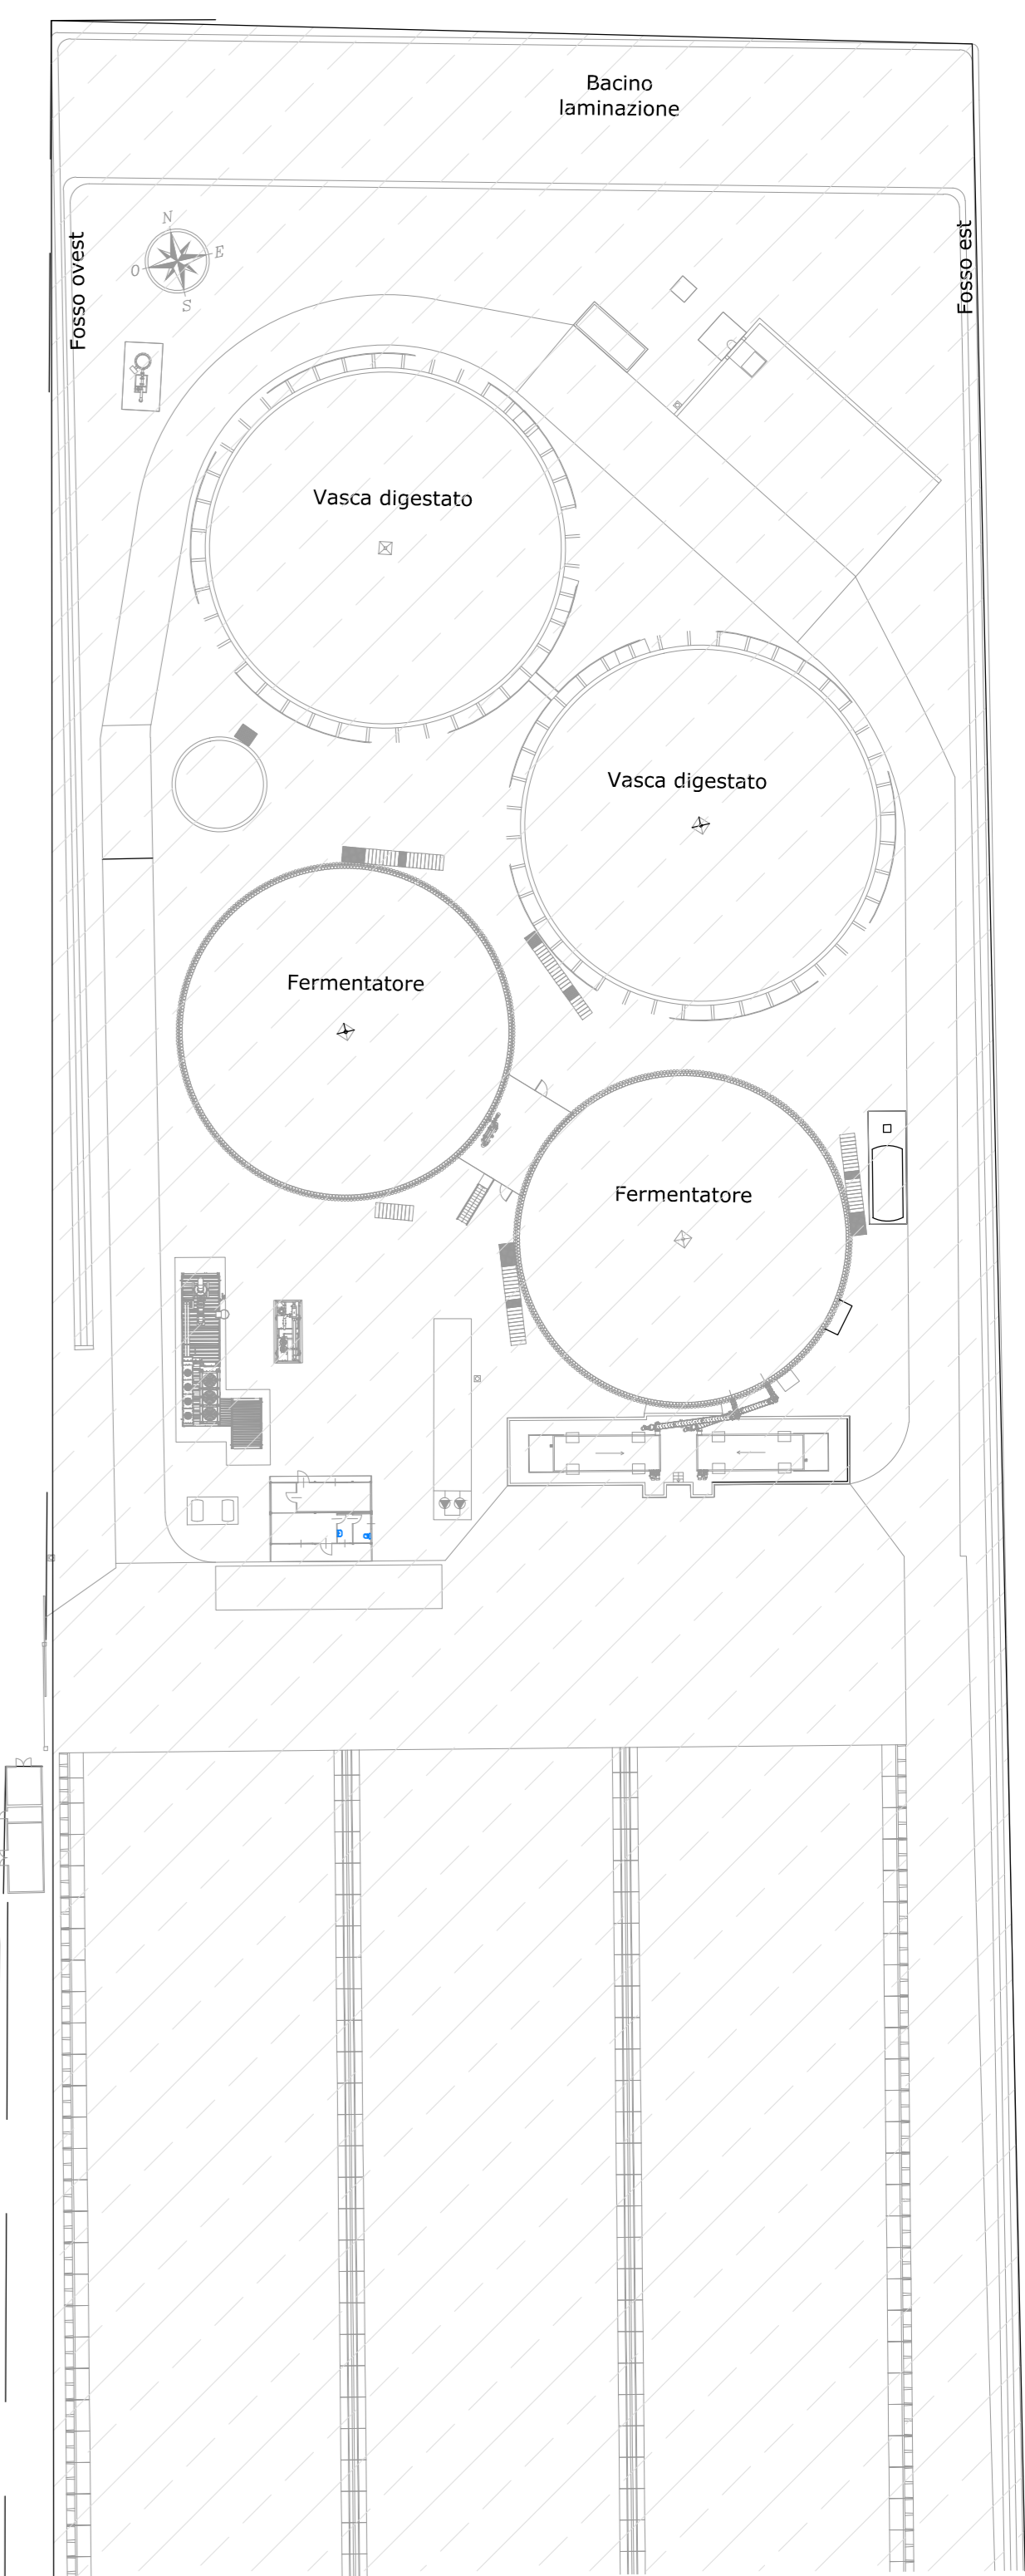 Bacino
laminazione
Fosso ovest
N
O
E
S
Fosso est
Vasca digestato
Vasca digestato
Fermentatore
Fermentatore